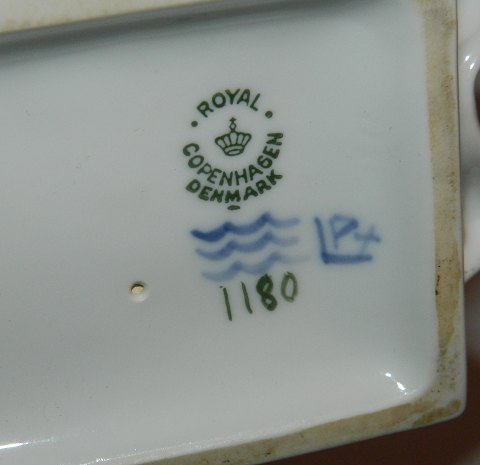 ROYAL
COPENHAGEN
DENMARK
1180